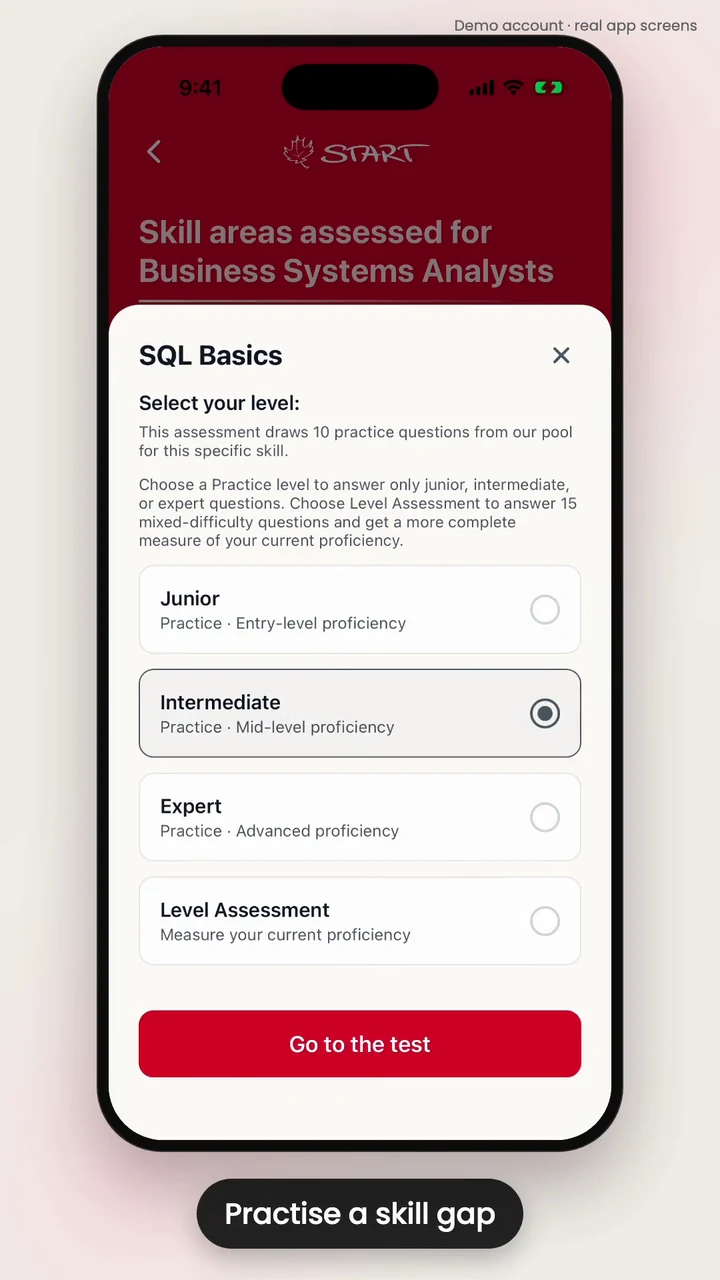 Demo account · real app screens
9:41
START
Skill areas assessed for
Business Systems Analysts
SQL Basics
Select your level:
This assessment draws 10 practice questions from our pool
for this specific skill.
Choose a Practice level to answer only junior, intermediate,
or expert questions. Choose Level Assessment to answer 15
mixed-difficulty questions and get a more complete
measure of your current proficiency.
Junior
Practice · Entry-level proficiency
Intermediate
Practice · Mid-level proficiency
Expert
Practice · Advanced proficiency
Level Assessment
Measure your current proficiency
Go to the test
Practise a skill gap